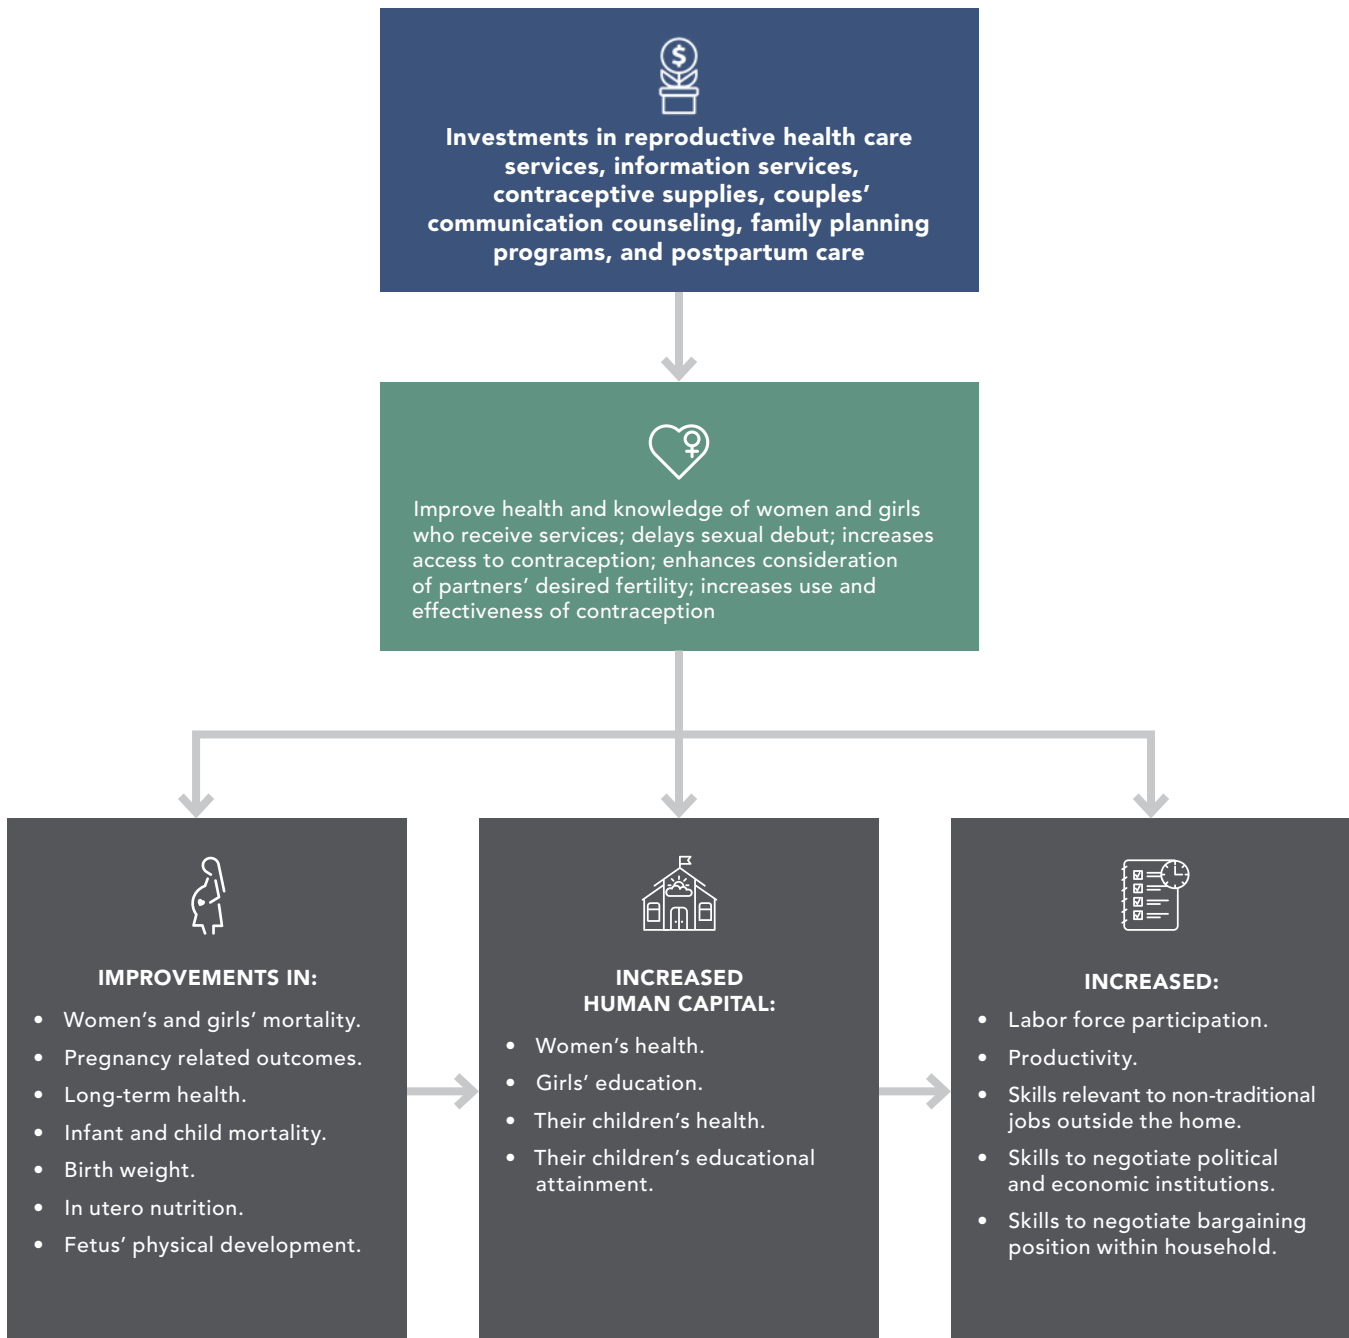 $
Investments in reproductive health care
services, information services,
contraceptive supplies, couples’
communication counseling, family planning
programs, and postpartum care
Improve health and knowledge of women and girls
who receive services; delays sexual debut; increases
access to contraception; enhances consideration
of partners’ desired fertility; increases use and
effectiveness of contraception
IMPROVEMENTS IN:
• Women’s and girls’ mortality.
• Pregnancy related outcomes.
• Long-term health.
• Infant and child mortality.
• Birth weight.
• In utero nutrition.
• Fetus’ physical development.
INCREASED
HUMAN CAPITAL:
• Women’s health.
• Girls’ education.
• Their children’s health.
• Their children’s educational
attainment.
INCREASED:
• Labor force participation.
• Productivity.
• Skills relevant to non-traditional
jobs outside the home.
• Skills to negotiate political
and economic institutions.
• Skills to negotiate bargaining
position within household.